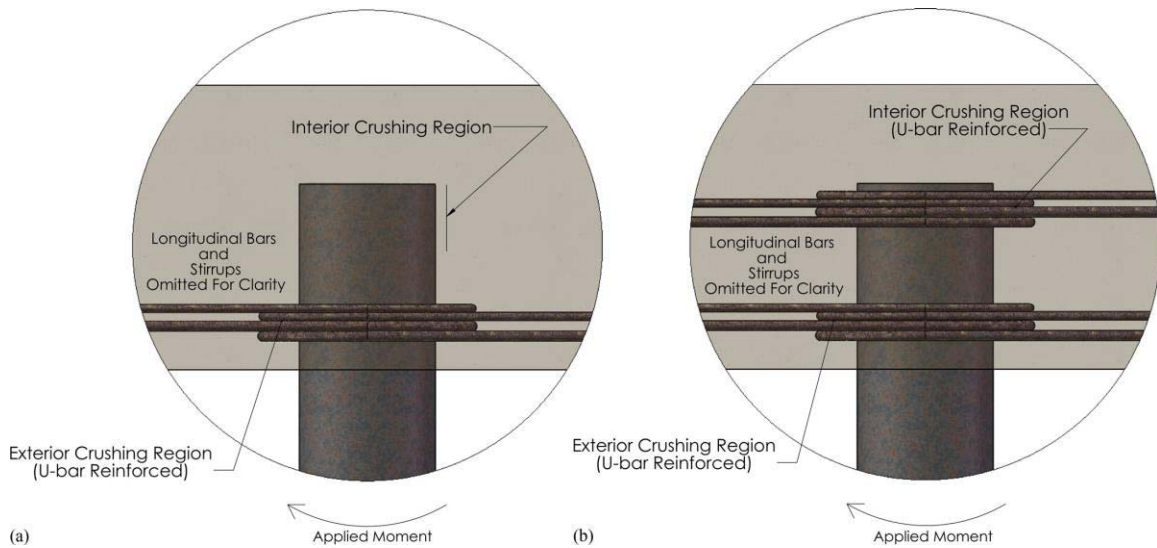 Interior Crushing Region
Longitudinal Bars
and
Stirrups
Omitted For Clarity
Exterior Crushing Region
(U-bar Reinforced)
(a)
Applied Moment
Interior Crushing Region
(U-bar Reinforced)
Longitudinal Bars
and
Stirrups
Omitted For Clarity
Exterior Crushing Region
(U-bar Reinforced)
(b)
Applied Moment